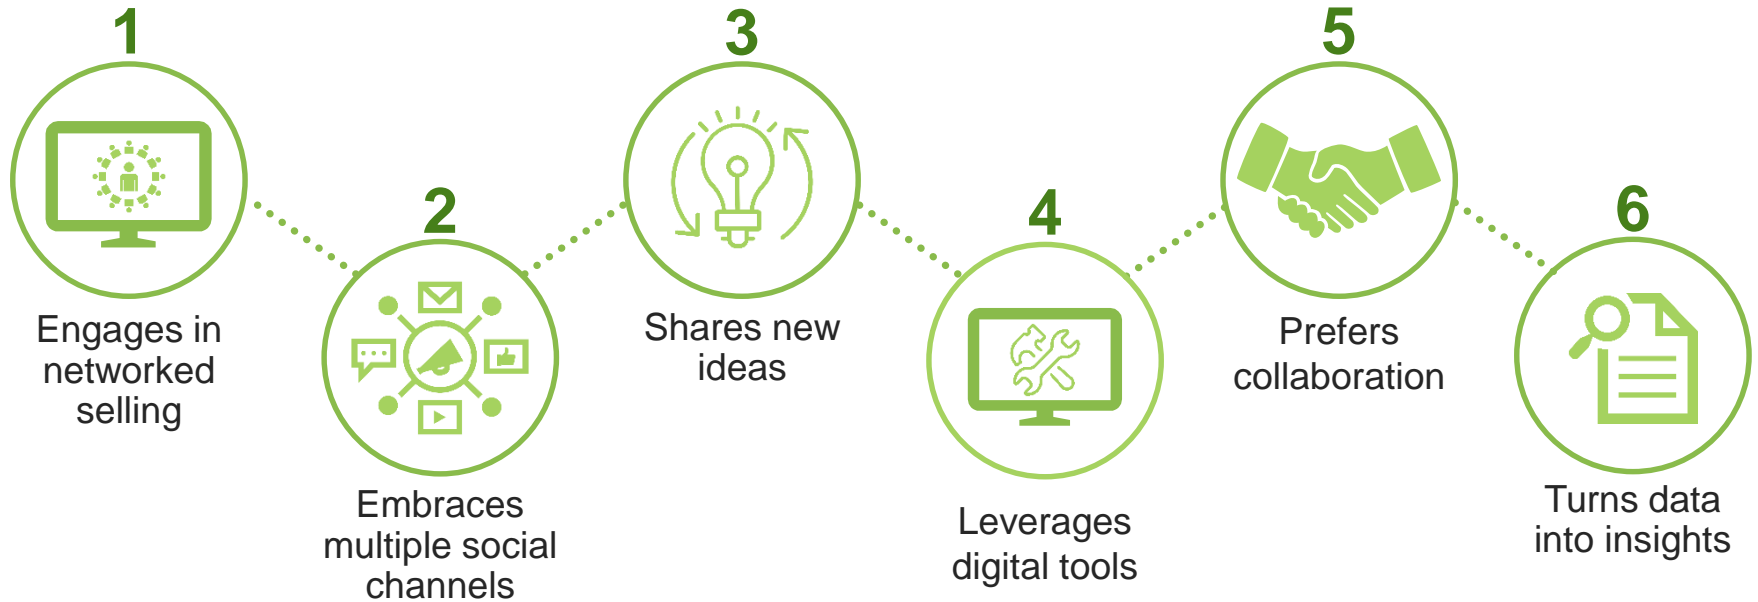 1
Engages in
networked
selling
2
Embraces
multiple social
channels
3
Shares new
ideas
4
Leverages
digital tools
5
Prefers
collaboration
6
Turns data
into insights